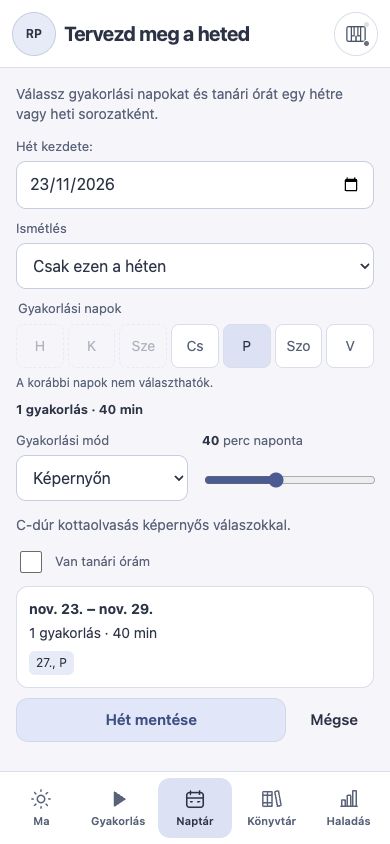 RP
Tervezd meg a heted
Válassz gyakorlási napokat és tanári órát egy hétre
vagy heti sorozatként.
Hét kezdete:
23/11/2026
Ismétlés
Csak ezen a héten
Gyakorlási napok
H K Sze Cs P Szo V
A korábbi napok nem választhatók.
1 gyakorlás · 40 min
Gyakorlási mód
40 perc naponta
Képernyőn
C-dúr kottaolvasás képernyős válaszokkal.
Van tanári órám
nov. 23. – nov. 29.
1 gyakorlás · 40 min
27., P
Hét mentése
Mégse
Ma Gyakorlás Naptár Könyvtár Haladás